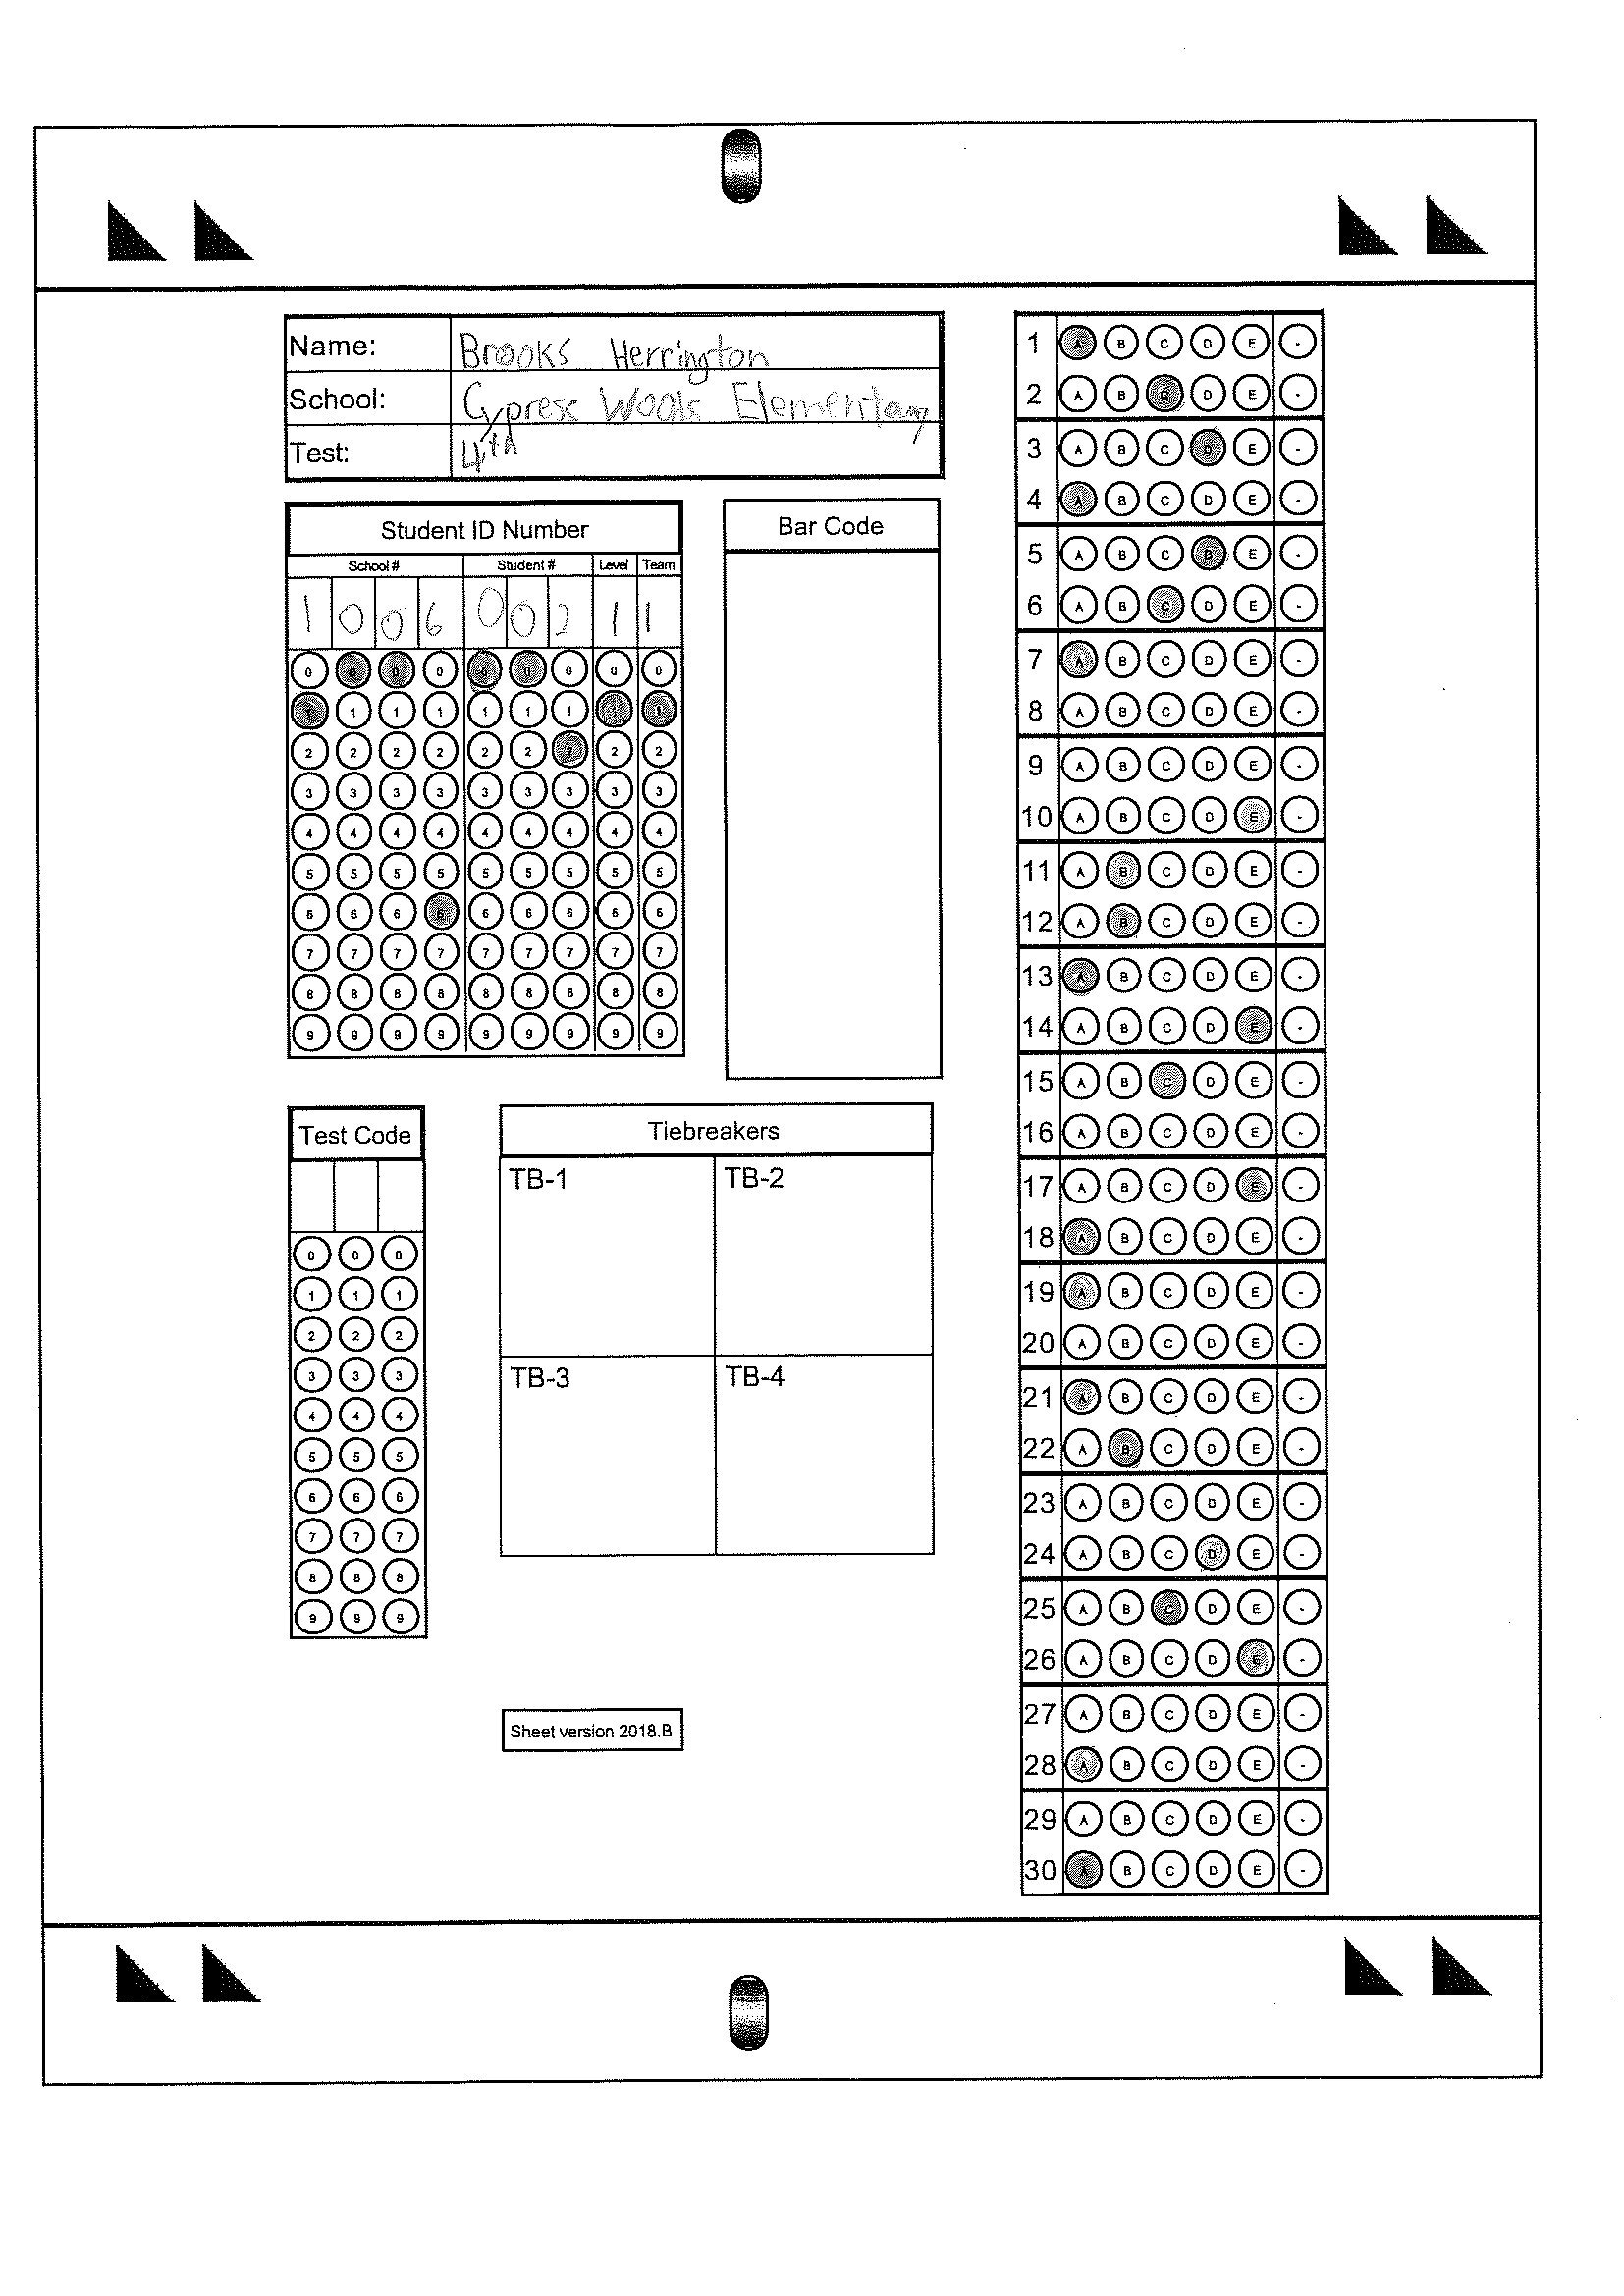 Name: Brooks Herrington
School: Cypress Woods Elementary
Test: 4th
Student ID Number
School # Student # Level Team
1 0 0 6 0 0 2 1 1
0 0 0 0 0 0 0 0 0
1 1 1 1 1 1 1 1 1
2 2 2 2 2 2 2 2 2
3 3 3 3 3 3 3 3 3
4 4 4 4 4 4 4 4 4
5 5 5 5 5 5 5 5 5
6 6 6 6 6 6 6 6 6
7 7 7 7 7 7 7 7 7
8 8 8 8 8 8 8 8 8
9 9 9 9 9 9 9 9 9
Bar Code
Test Code
0 0 0
1 1 1
2 2 2
3 3 3
4 4 4
5 5 5
6 6 6
7 7 7
8 8 8
9 9 9
Tiebreakers
TB-1 TB-2
TB-3 TB-4
Sheet version 2018.B
1 A B C D E -
2 A B C D E -
3 A B C D E -
4 A B C D E -
5 A B C D E -
6 A B C D E -
7 A B C D E -
8 A B C D E -
9 A B C D E -
10 A B C D E -
11 A B C D E -
12 A B C D E -
13 A B C D E -
14 A B C D E -
15 A B C D E -
16 A B C D E -
17 A B C D E -
18 A B C D E -
19 A B C D E -
20 A B C D E -
21 A B C D E -
22 A B C D E -
23 A B C D E -
24 A B C D E -
25 A B C D E -
26 A B C D E -
27 A B C D E -
28 A B C D E -
29 A B C D E -
30 A B C D E -